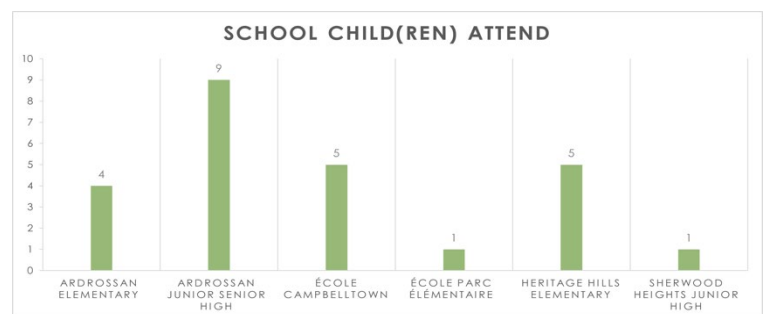 SCHOOL CHILD(REN) ATTEND
10
9
8
7
6
5
4
3
2
1
0
4
9
5
1
5
1
ARDROSSAN
ELEMENTARY
ARDROSSAN
JUNIOR SENIOR
HIGH
ÉCOLE
CAMPBELLTOWN
ÉCOLE PARC
ÉLÉMENTAIRE
HERITAGE HILLS
ELEMENTARY
SHERWOOD
HEIGHTS JUNIOR
HIGH